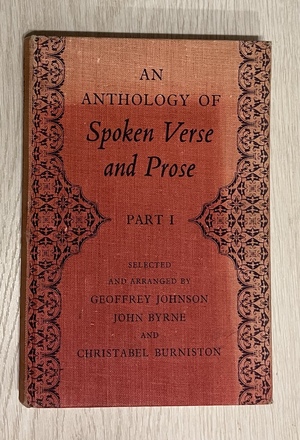 AN
ANTHOLOGY OF
Spoken Verse
and Prose
PART I
SELECTED
AND ARRANGED BY
GEOFFREY JOHNSON
JOHN BYRNE
AND
CHRISTABEL BURNISTON